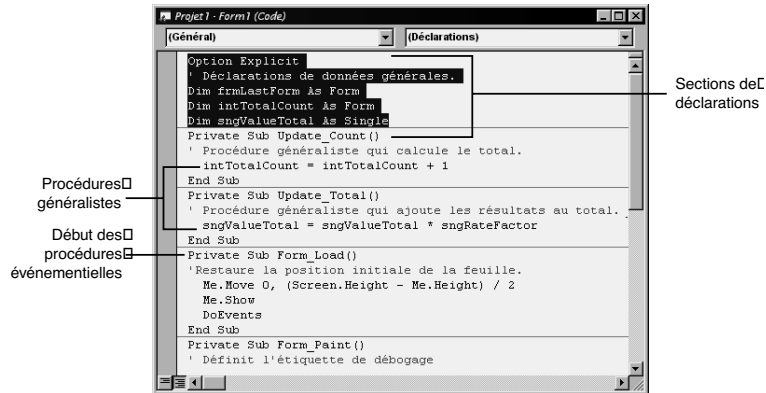 Projet1 - Form1 (Code)
(Général) (Déclarations)
Option Explicit
' Déclarations de données générales.
Dim frmLastForm As Form
Dim intTotalCount As Form
Dim sngValueTotal As Single
Private Sub Update_Count()
' Procédure généraliste qui calcule le total.
intTotalCount = intTotalCount + 1
End Sub
Private Sub Update_Total()
' Procédure généraliste qui ajoute les résultats au total.
sngValueTotal = sngValueTotal * sngRateFactor
End Sub
Private Sub Form_Load()
'Restaure la position initiale de la feuille.
Me.Move 0, (Screen.Height - Me.Height) / 2
Me.Show
DoEvents
End Sub
Private Sub Form_Paint()
' Définit l'étiquette de débogage
Sections de
déclarations
Procédures
généralistes
Début des
procédures
événementielles